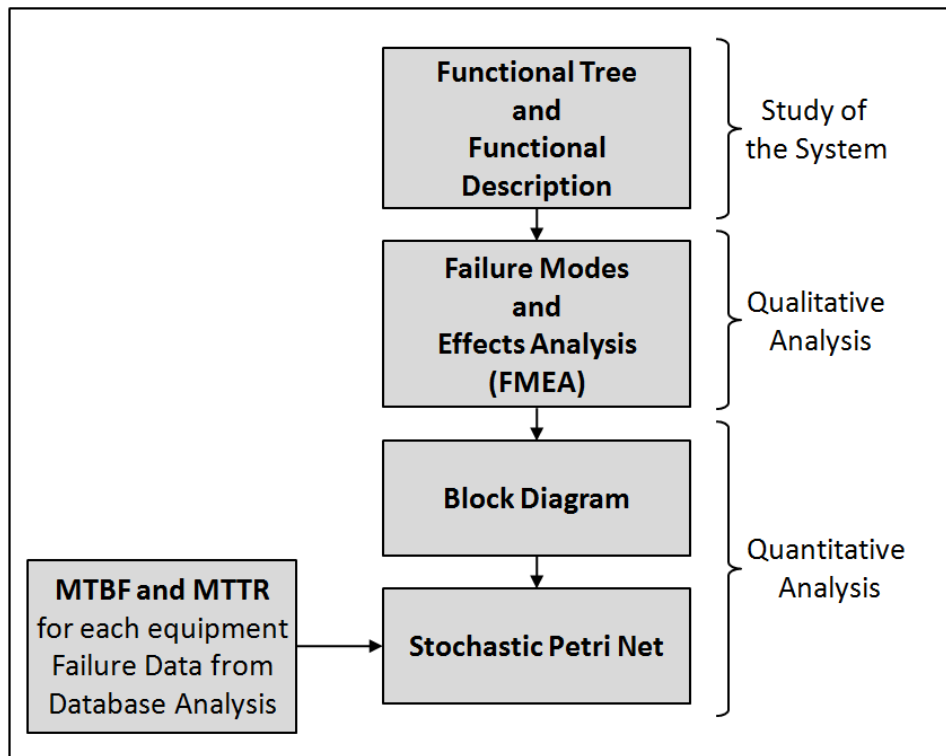 Functional Tree
and
Functional
Description
Study of
the System
Failure Modes
and
Effects Analysis
(FMEA)
Qualitative
Analysis
Block Diagram
Quantitative
Analysis
MTBF and MTTR
for each equipment
Failure Data from
Database Analysis
Stochastic Petri Net